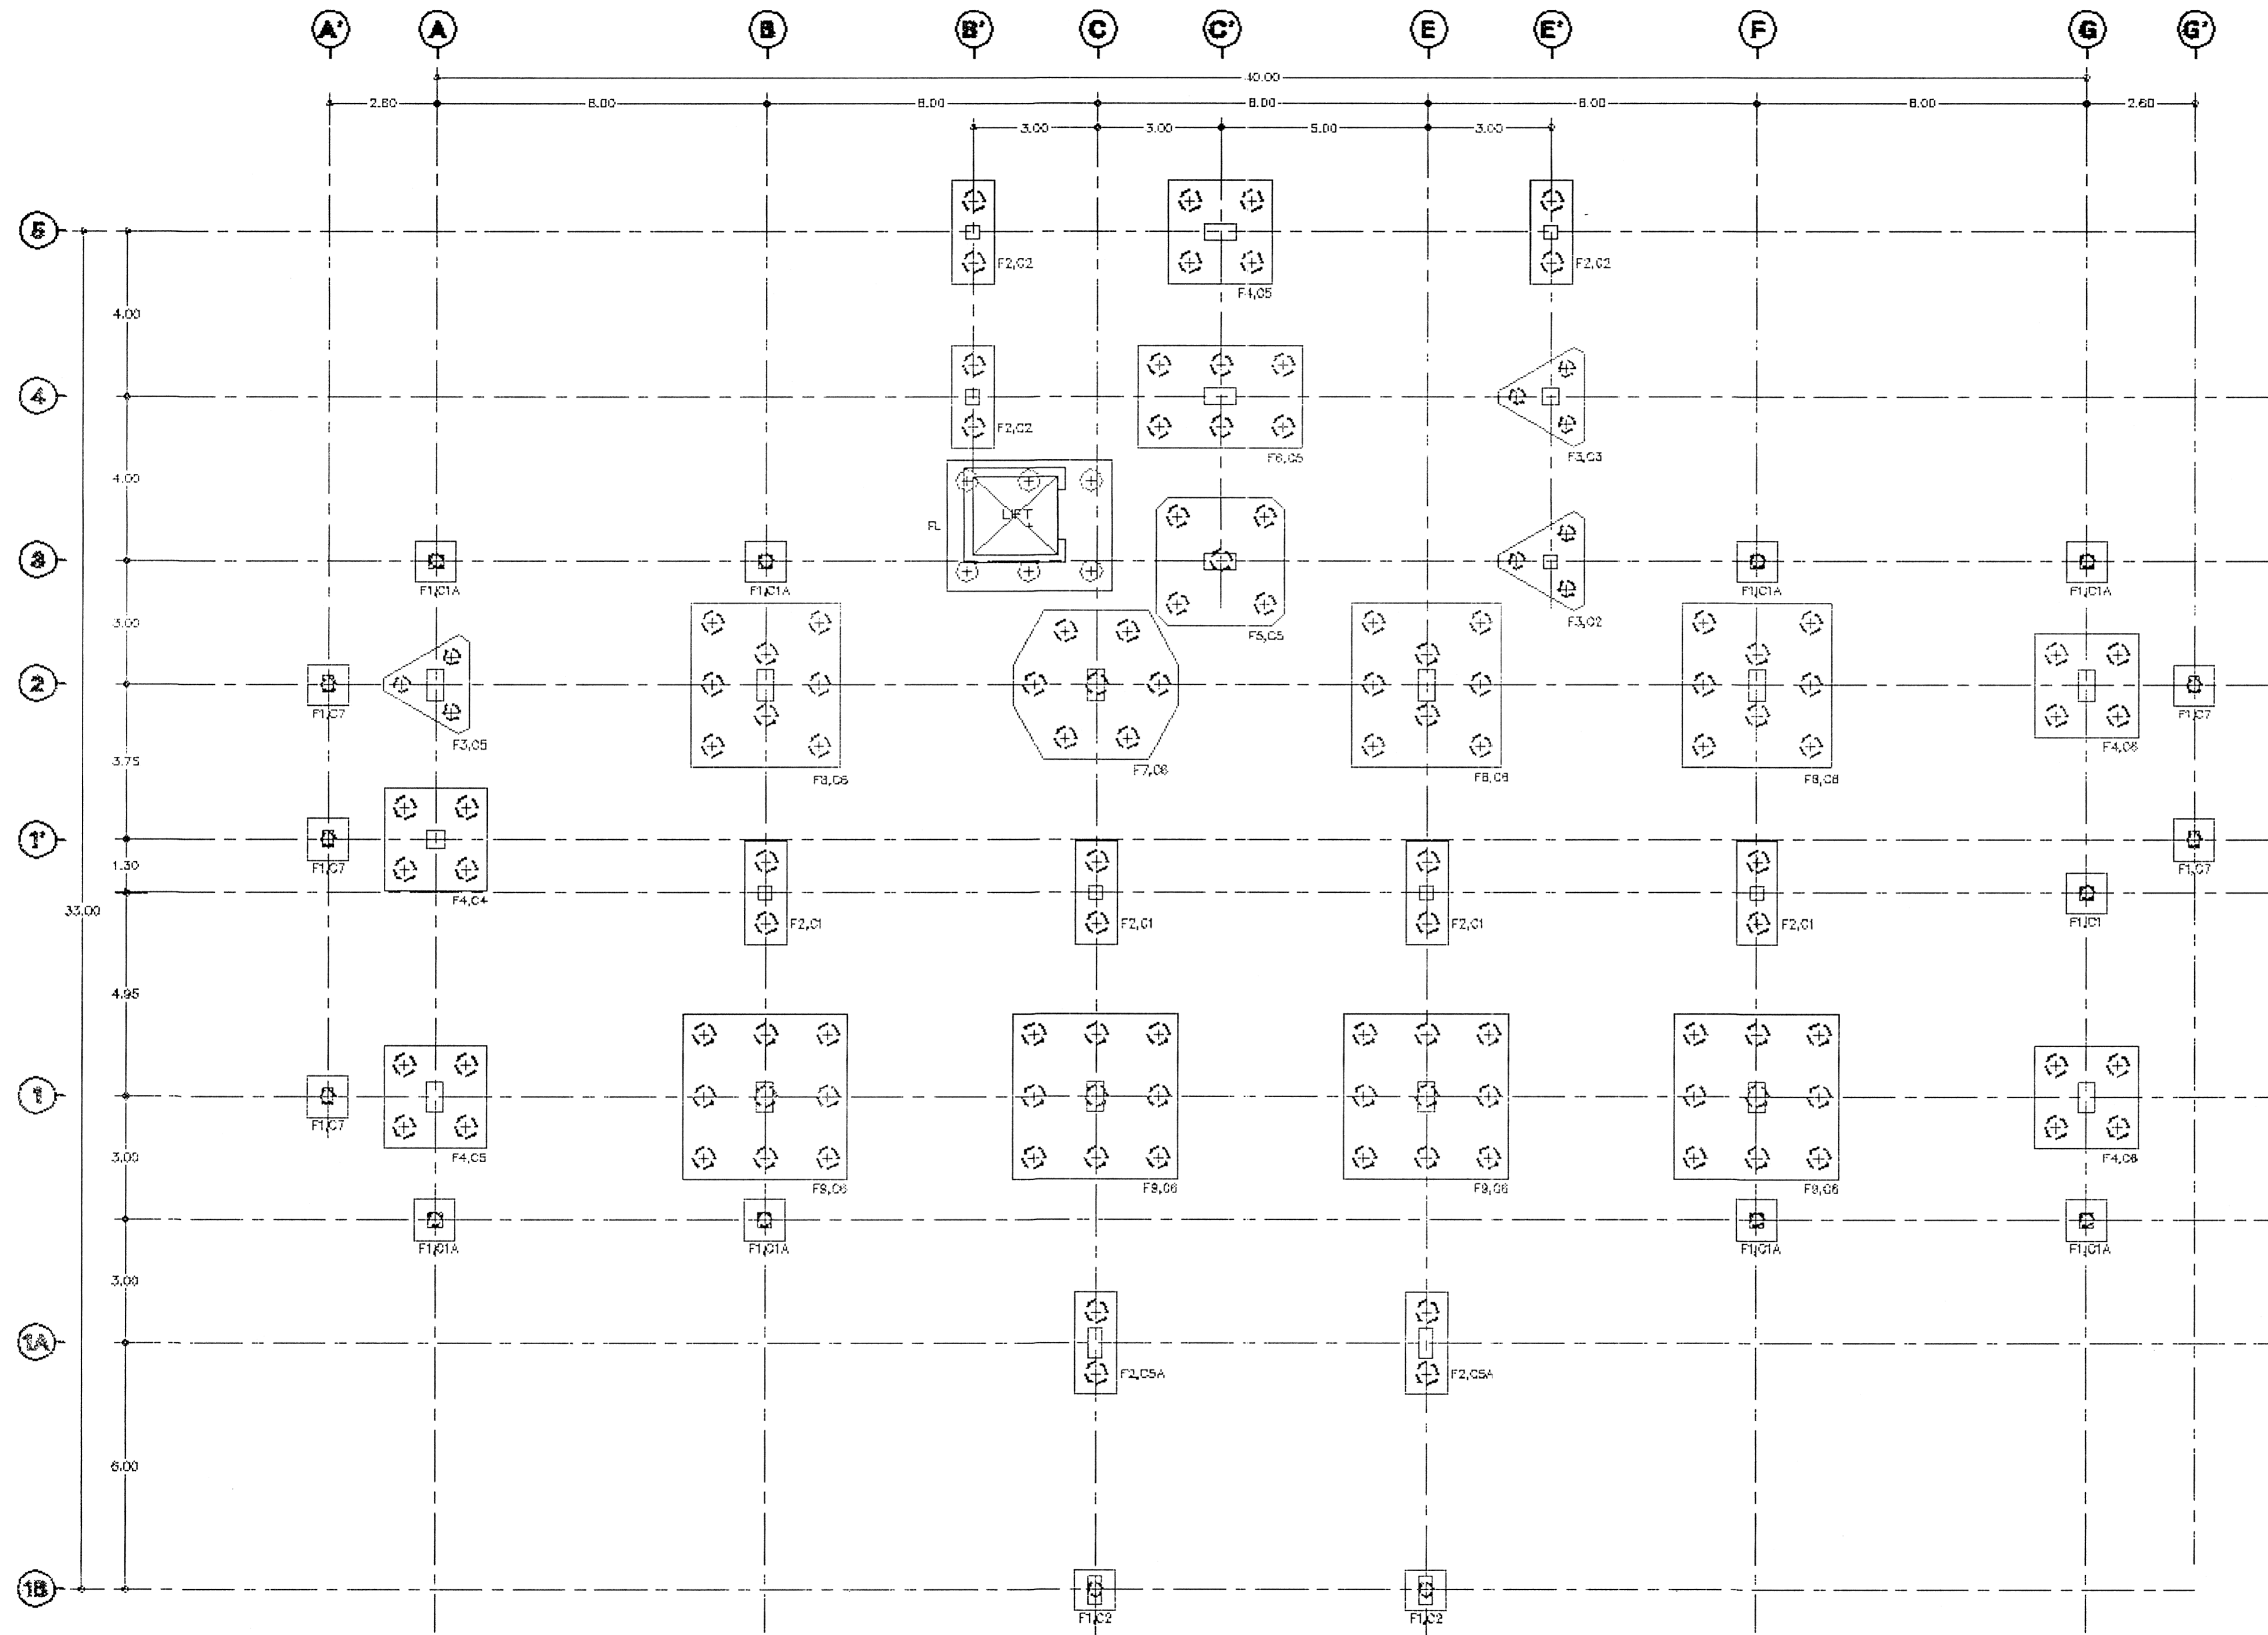 A' A B B' C C' E E' F G G'
40.00
2.60 8.00 8.00 8.00 8.00 8.00 2.60
3.00 3.00 5.00 3.00
5
F2,C2 F2,C2
F4,C5
4.00
4
F2,C2
F6,C5 F3,C3
4.00
LIFT
FL
3
F1,C1A F1,C1A F1,C1A F1,C1A
3.00
F5,C5 F3,C2
2
F1,C7 F1,C7
F3,C5 F4,C6
3.75
F7,C6
F8,C6 F8,C6 F8,C6
1'
1.30
F1,C7 F1,C7
F4,C4
33.00
F2,C1 F2,C1 F2,C1 F2,C1 F1,C1
4.95
1
F1,C7
3.00
F4,C5 F4,C6
F9,C6 F9,C6 F9,C6 F9,C6
F1,C1A F1,C1A F1,C1A F1,C1A
3.00
1A
F2,C5A F2,C5A
6.00
1B
F1,C2 F1,C2